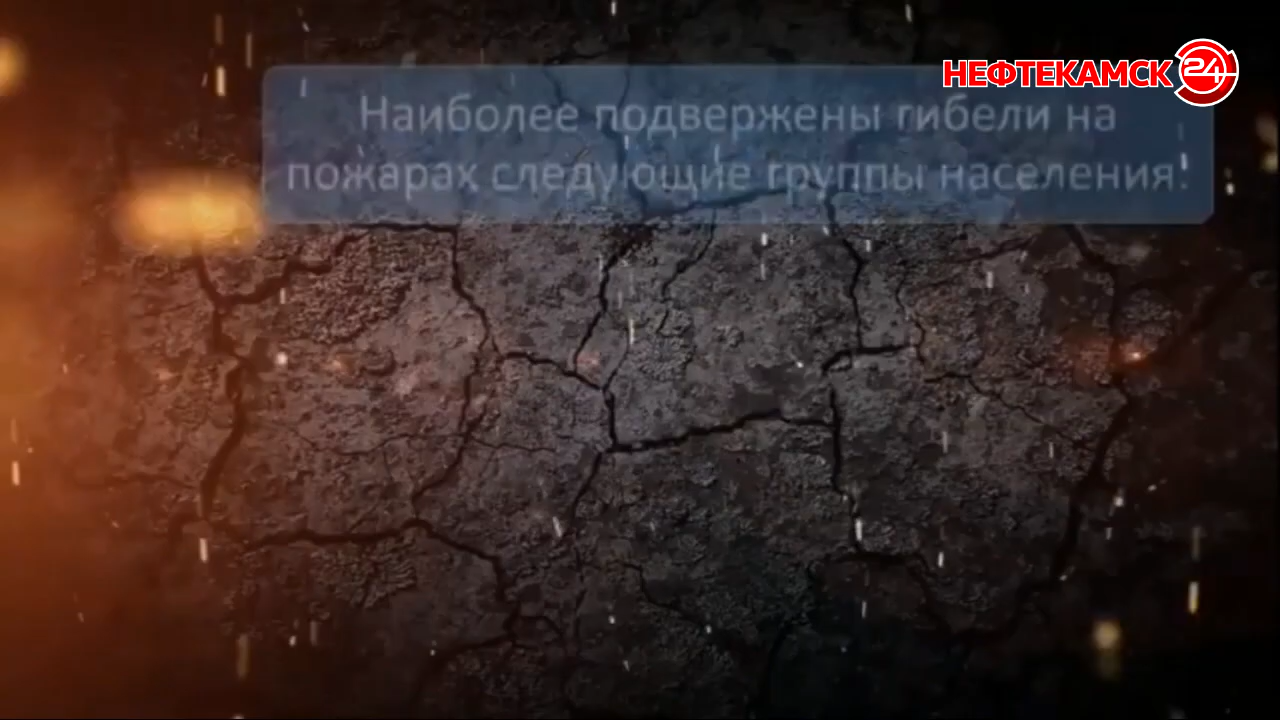 НЕФТЕКАМСК 24
Наиболее подвержены гибели на
пожарах следующие группы населения: